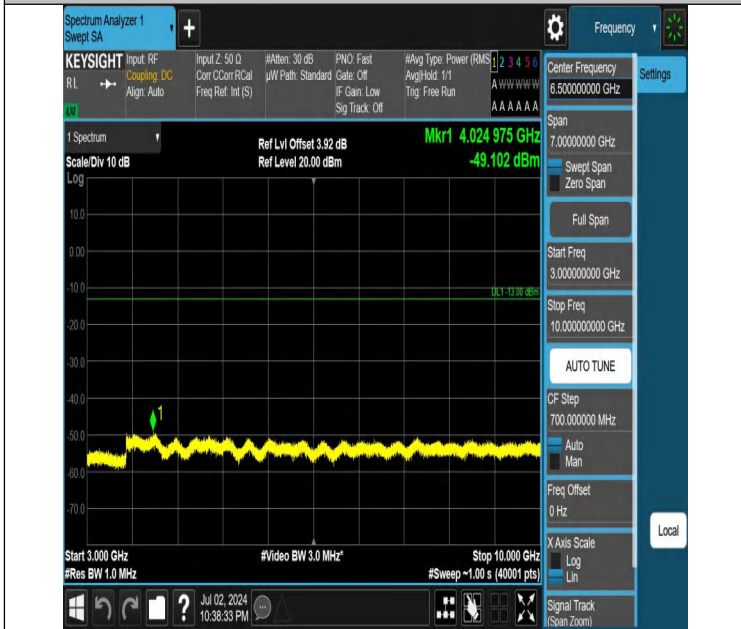 Spectrum Analyzer 1
Swept SA
+
Frequency
KEYSIGHT
RL
Input: RF
Coupling: DC
Align: Auto
Input Z: 50 Ω
Corr CCorr RCal
Freq Ref: Int (S)
#Atten: 30 dB
µW Path: Standard
PNO: Fast
Gate: Off
IF Gain: Low
Sig Track: Off
#Avg Type: Power (RMS
Avg|Hold: 1/1
Trig: Free Run
1 2 3 4 5 6
A W W W W W
A A A A A A
1 Spectrum
Scale/Div 10 dB
Log
Ref Lvl Offset 3.92 dB
Ref Level 20.00 dBm
Mkr1 4.024 975 GHz
-49.102 dBm
10.0
0.00
-10.0
DL1 -13.00 dBm
-20.0
-30.0
-40.0
1
-50.0
-60.0
-70.0
Start 3.000 GHz
#Res BW 1.0 MHz
#Video BW 3.0 MHz*
Stop 10.000 GHz
#Sweep ~1.00 s (40001 pts)
?
Jul 02, 2024
10:38:33 PM
Center Frequency
6.500000000 GHz
Settings
Span
7.00000000 GHz
Swept Span
Zero Span
Full Span
Start Freq
3.000000000 GHz
Stop Freq
10.000000000 GHz
AUTO TUNE
CF Step
700.000000 MHz
Auto
Man
Freq Offset
0 Hz
X Axis Scale
Log
Lin
Local
Signal Track
(Span Zoom)